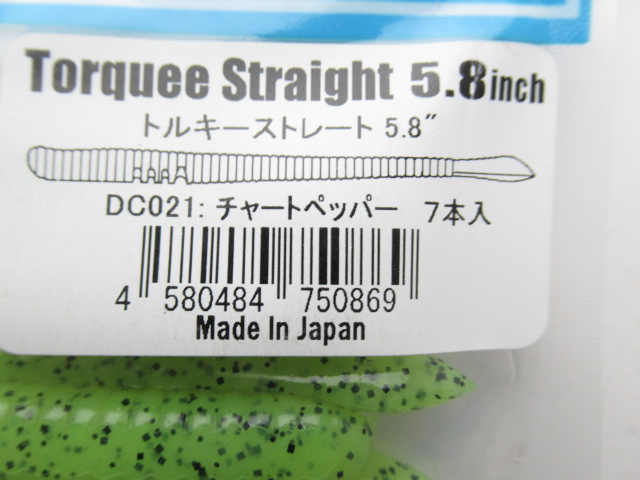 Torquee Straight 5.8inch
トルキーストレート 5.8″
DC021: チャートペッパー 7本入
4 580484 750869
Made In Japan